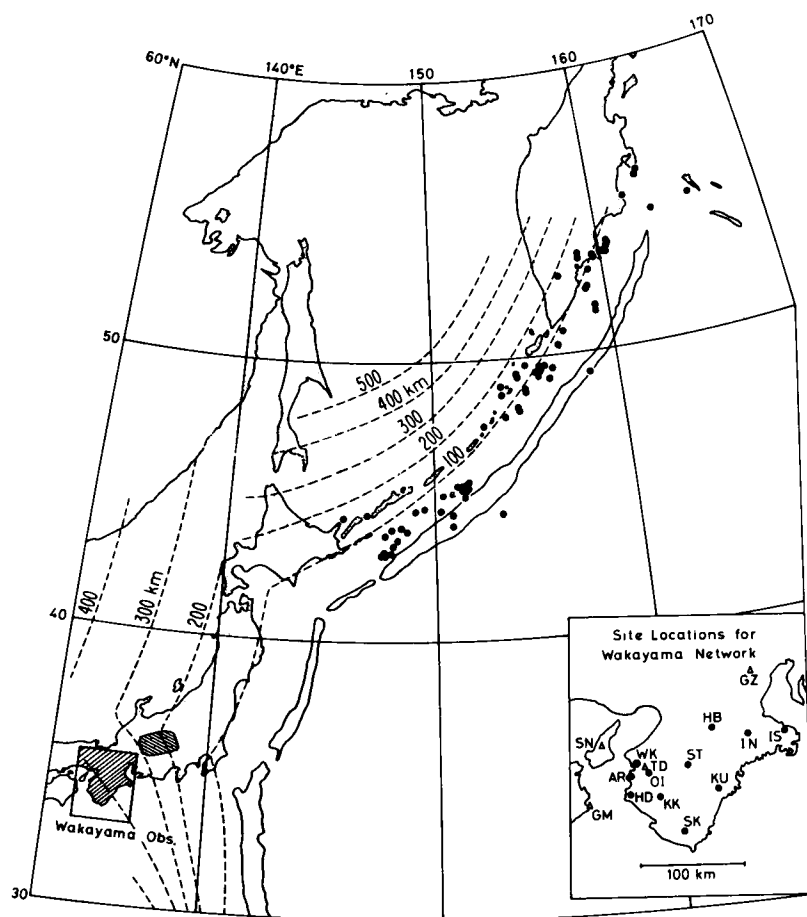 60°N
140°E
150
160
170
50
500
400 km
300
200
100
400
300 km
200
40
30
Wakayama Obs.
Site Locations for
Wakayama Network
GZ
HB
IN
IS
SN
WK
TD
ST
AR
OI
KU
HD
KK
GM
SK
100 km